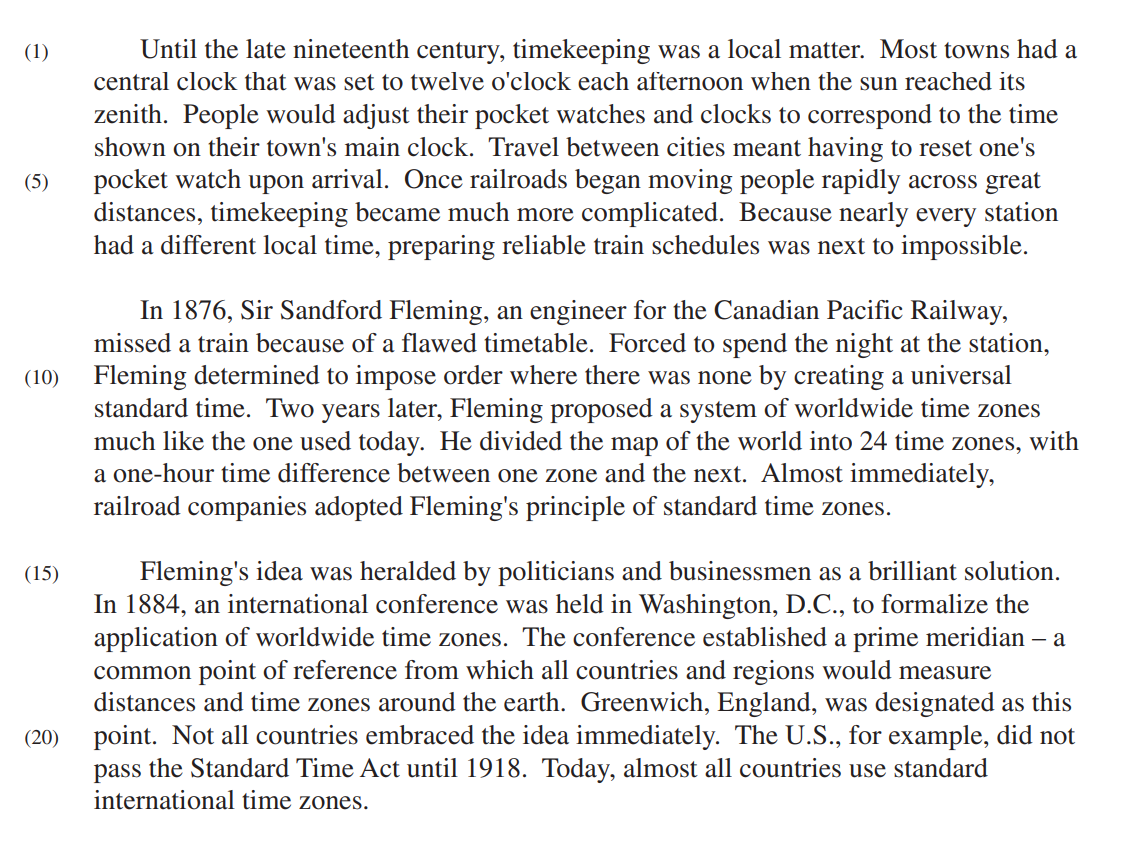 (1) Until the late nineteenth century, timekeeping was a local matter.  Most towns had a
central clock that was set to twelve o'clock each afternoon when the sun reached its
zenith.  People would adjust their pocket watches and clocks to correspond to the time
shown on their town's main clock.  Travel between cities meant having to reset one's
(5) pocket watch upon arrival.  Once railroads began moving people rapidly across great
distances, timekeeping became much more complicated.  Because nearly every station
had a different local time, preparing reliable train schedules was next to impossible.
In 1876, Sir Sandford Fleming, an engineer for the Canadian Pacific Railway,
missed a train because of a flawed timetable.  Forced to spend the night at the station,
(10) Fleming determined to impose order where there was none by creating a universal
standard time.  Two years later, Fleming proposed a system of worldwide time zones
much like the one used today.  He divided the map of the world into 24 time zones, with
a one-hour time difference between one zone and the next.  Almost immediately,
railroad companies adopted Fleming's principle of standard time zones.
(15) Fleming's idea was heralded by politicians and businessmen as a brilliant solution.
In 1884, an international conference was held in Washington, D.C., to formalize the
application of worldwide time zones.  The conference established a prime meridian – a
common point of reference from which all countries and regions would measure
distances and time zones around the earth.  Greenwich, England, was designated as this
(20) point.  Not all countries embraced the idea immediately.  The U.S., for example, did not
pass the Standard Time Act until 1918.  Today, almost all countries use standard
international time zones.